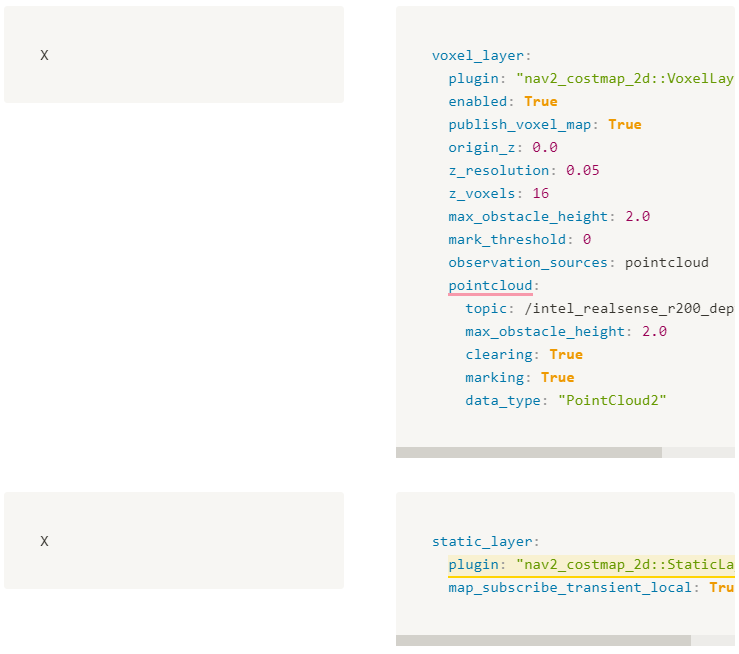 X
voxel_layer:
plugin: "nav2_costmap_2d::VoxelLay
enabled: True
publish_voxel_map: True
origin_z: 0.0
z_resolution: 0.05
z_voxels: 16
max_obstacle_height: 2.0
mark_threshold: 0
observation_sources: pointcloud
pointcloud:
topic: /intel_realsense_r200_dep
max_obstacle_height: 2.0
clearing: True
marking: True
data_type: "PointCloud2"
X
static_layer:
plugin: "nav2_costmap_2d::StaticLa
map_subscribe_transient_local: Tru